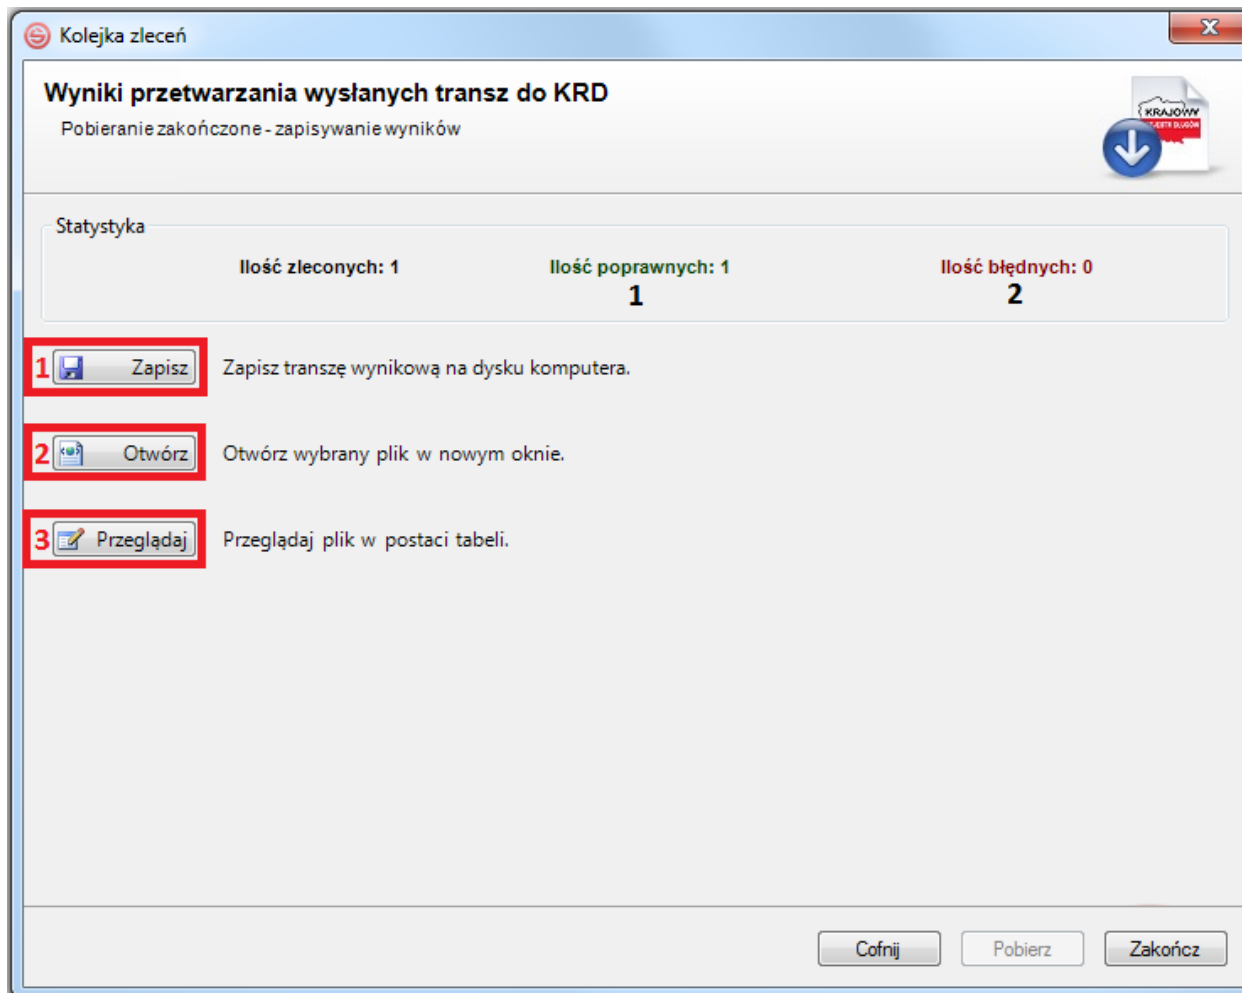 Kolejka zleceń
Wyniki przetwarzania wysłanych transz do KRD
Pobieranie zakończone - zapisywanie wyników
KRAJOWY
REJESTR DŁUGÓW
Statystyka
Ilość zleconych: 1 Ilość poprawnych: 1 Ilość błędnych: 0
1 2
1 Zapisz Zapisz transzę wynikową na dysku komputera.
2 Otwórz Otwórz wybrany plik w nowym oknie.
3 Przeglądaj Przeglądaj plik w postaci tabeli.
Cofnij Pobierz Zakończ